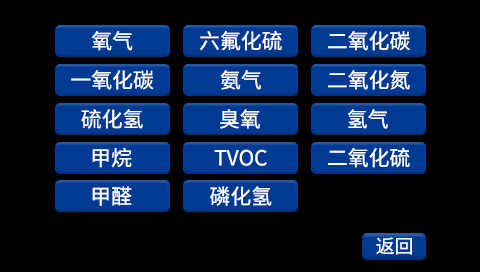 氧气 六氟化硫 二氧化碳
一氧化碳 氨气 二氧化氮
硫化氢 臭氧 氢气
甲烷 TVOC 二氧化硫
甲醛 磷化氢
返回